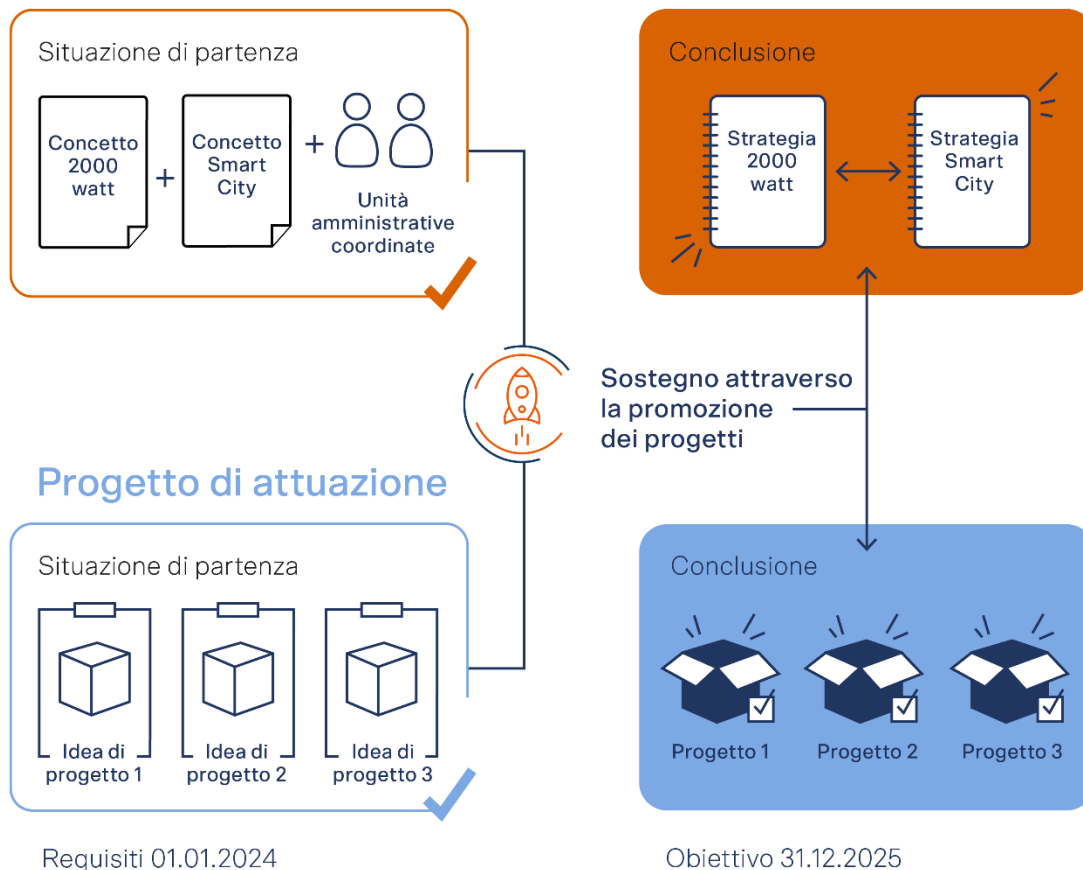 Situazione di partenza
Concetto
2000
watt
+
Concetto
Smart
City
+
Unità
amministrative
coordinate
Conclusione
Strategia
2000
watt
Strategia
Smart
City
Sostegno attraverso
la promozione
dei progetti
Progetto di attuazione
Situazione di partenza
Idea di
progetto 1
Idea di
progetto 2
Idea di
progetto 3
Conclusione
Progetto 1
Progetto 2
Progetto 3
Requisiti 01.01.2024
Obiettivo 31.12.2025